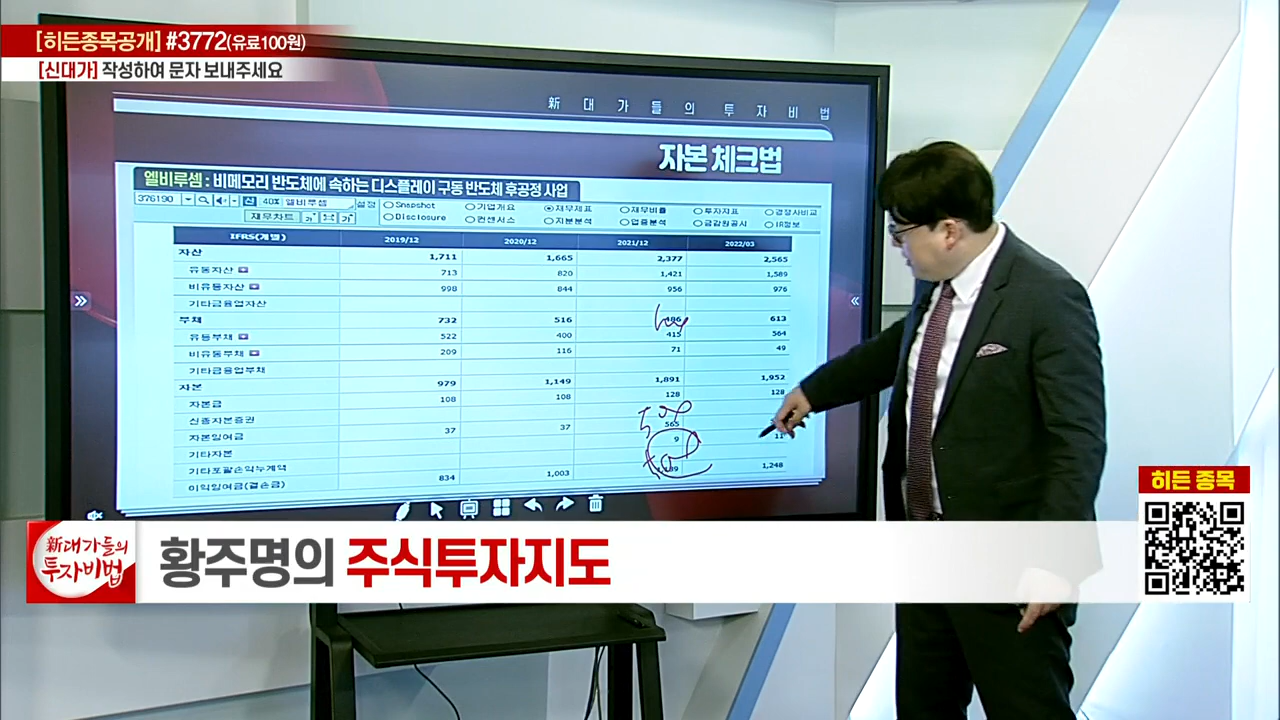 [히든종목공개] #3772(유료100원)
[신대가] 작성하여 문자 보내주세요
新 대 가 들 의 투 자 비 법
자본 체크법
엘비루셈 : 비메모리 반도체에 속하는 디스플레이 구동 반도체 후공정 사업
376190 신 40% 엘비루셈 설정 Snapshot 기업개요 재무제표 재무비율 투자지표 경쟁사비교
재무차트 Disclosure 컨센서스 지분분석 업종분석 금감원공시 IR정보
IFRS(개별) 2019/12 2020/12 2021/12 2022/03
자산 1,711 1,665 2,377 2,565
유동자산 713 820 1,421 1,589
비유동자산 998 844 956 976
기타금융업자산
부채 732 516 486 613
유동부채 522 400 415 564
비유동부채 209 116 71 49
기타금융업부채
자본 979 1,149 1,891 1,952
자본금 108 108 128 128
신종자본증권
자본잉여금 37 37 565
기타자본
기타포괄손익누계액 9 11
이익잉여금(결손금) 834 1,003 1,248
히든 종목
新대가들의
투자비법
황주명의 주식투자지도